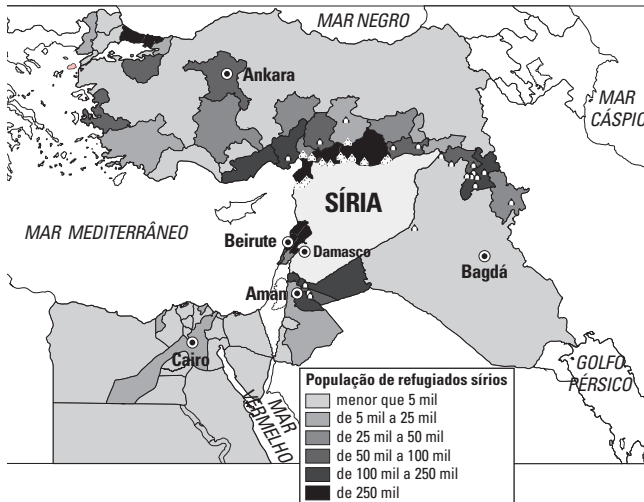 MAR NEGRO
Ankara
MAR
CÁSPIO
SÍRIA
MAR MEDITERRÂNEO
Beirute
Damasco
Bagdá
Amán
Cairo
GOLFO
PÉRSICO
MAR
VERMELHO
População de refugiados sírios
menor que 5 mil
de 5 mil a 25 mil
de 25 mil a 50 mil
de 50 mil a 100 mil
de 100 mil a 250 mil
de 250 mil